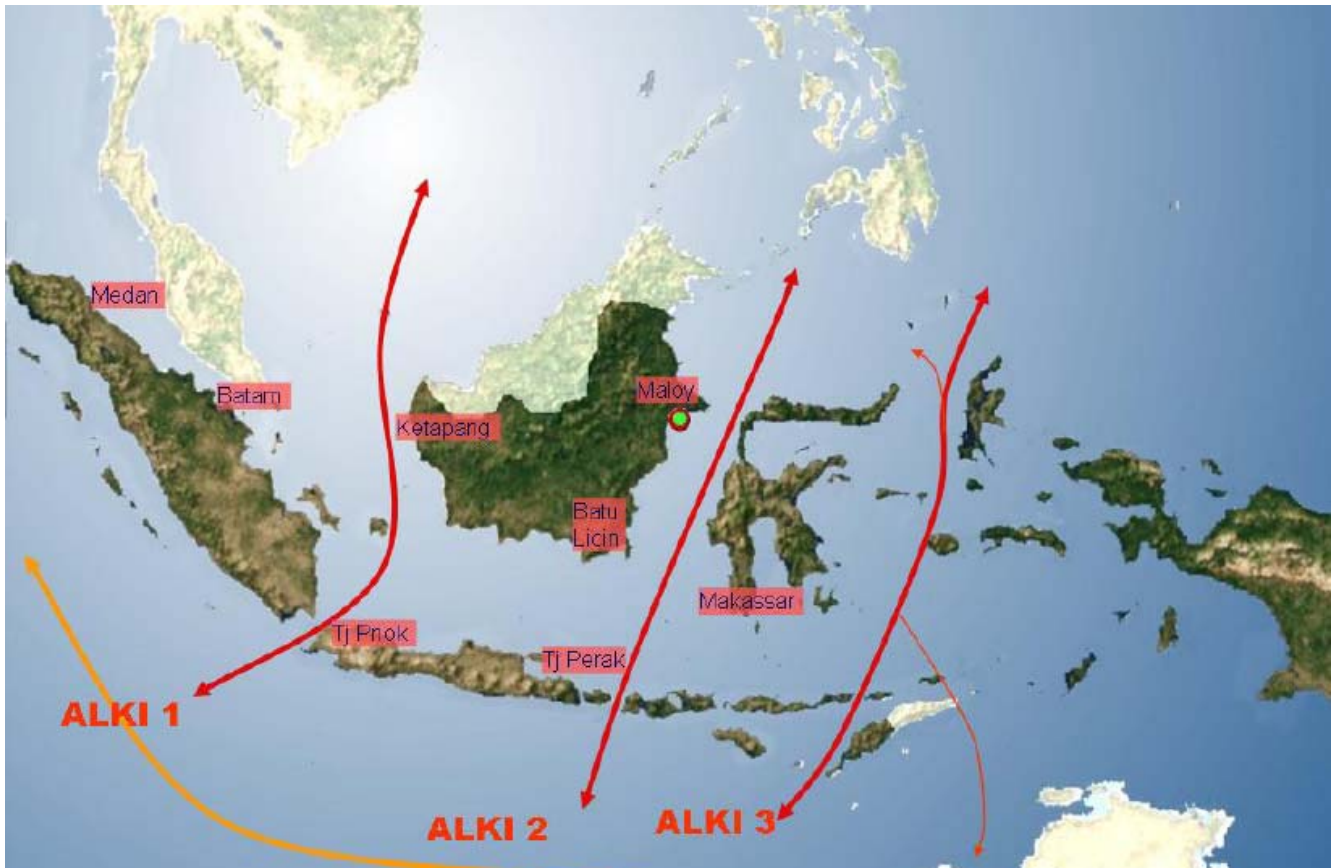 Medan
Batam
Maloy
Ketapang
Batu
Licin
Makassar
Tj Priok
Tj Perak
ALKI 1
ALKI 2
ALKI 3